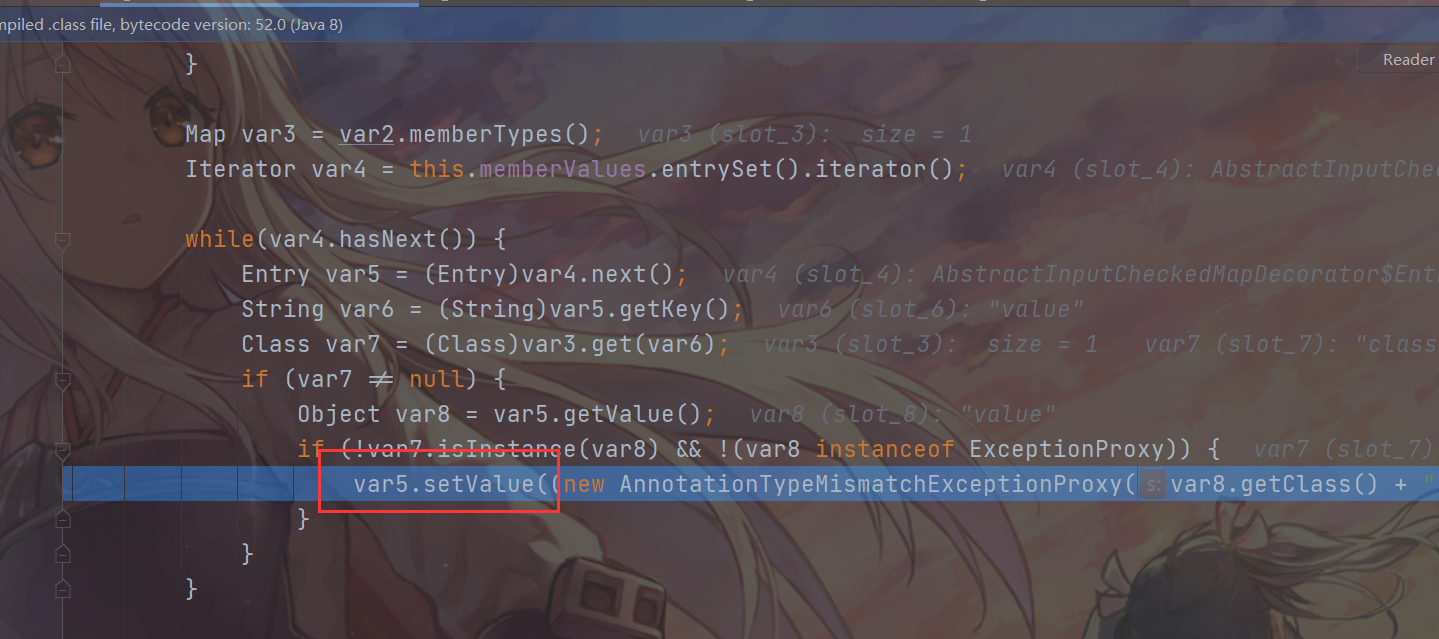 mpiled .class file, bytecode version: 52.0 (Java 8)
Reader
}
Map var3 = var2.memberTypes(); var3 (slot_3): size = 1
Iterator var4 = this.memberValues.entrySet().iterator(); var4 (slot_4): AbstractInputChec
while(var4.hasNext()) {
Entry var5 = (Entry)var4.next(); var4 (slot_4): AbstractInputCheckedMapDecorator$Ent
String var6 = (String)var5.getKey(); var6 (slot_6): "value"
Class var7 = (Class)var3.get(var6); var3 (slot_3): size = 1 var7 (slot_7): "class
if (var7 ≠ null) {
Object var8 = var5.getValue(); var8 (slot_8): "value"
if (!var7.isInstance(var8) && !(var8 instanceof ExceptionProxy)) { var7 (slot_7)
var5.setValue((new AnnotationTypeMismatchExceptionProxy( s: var8.getClass() + "
}
}
}